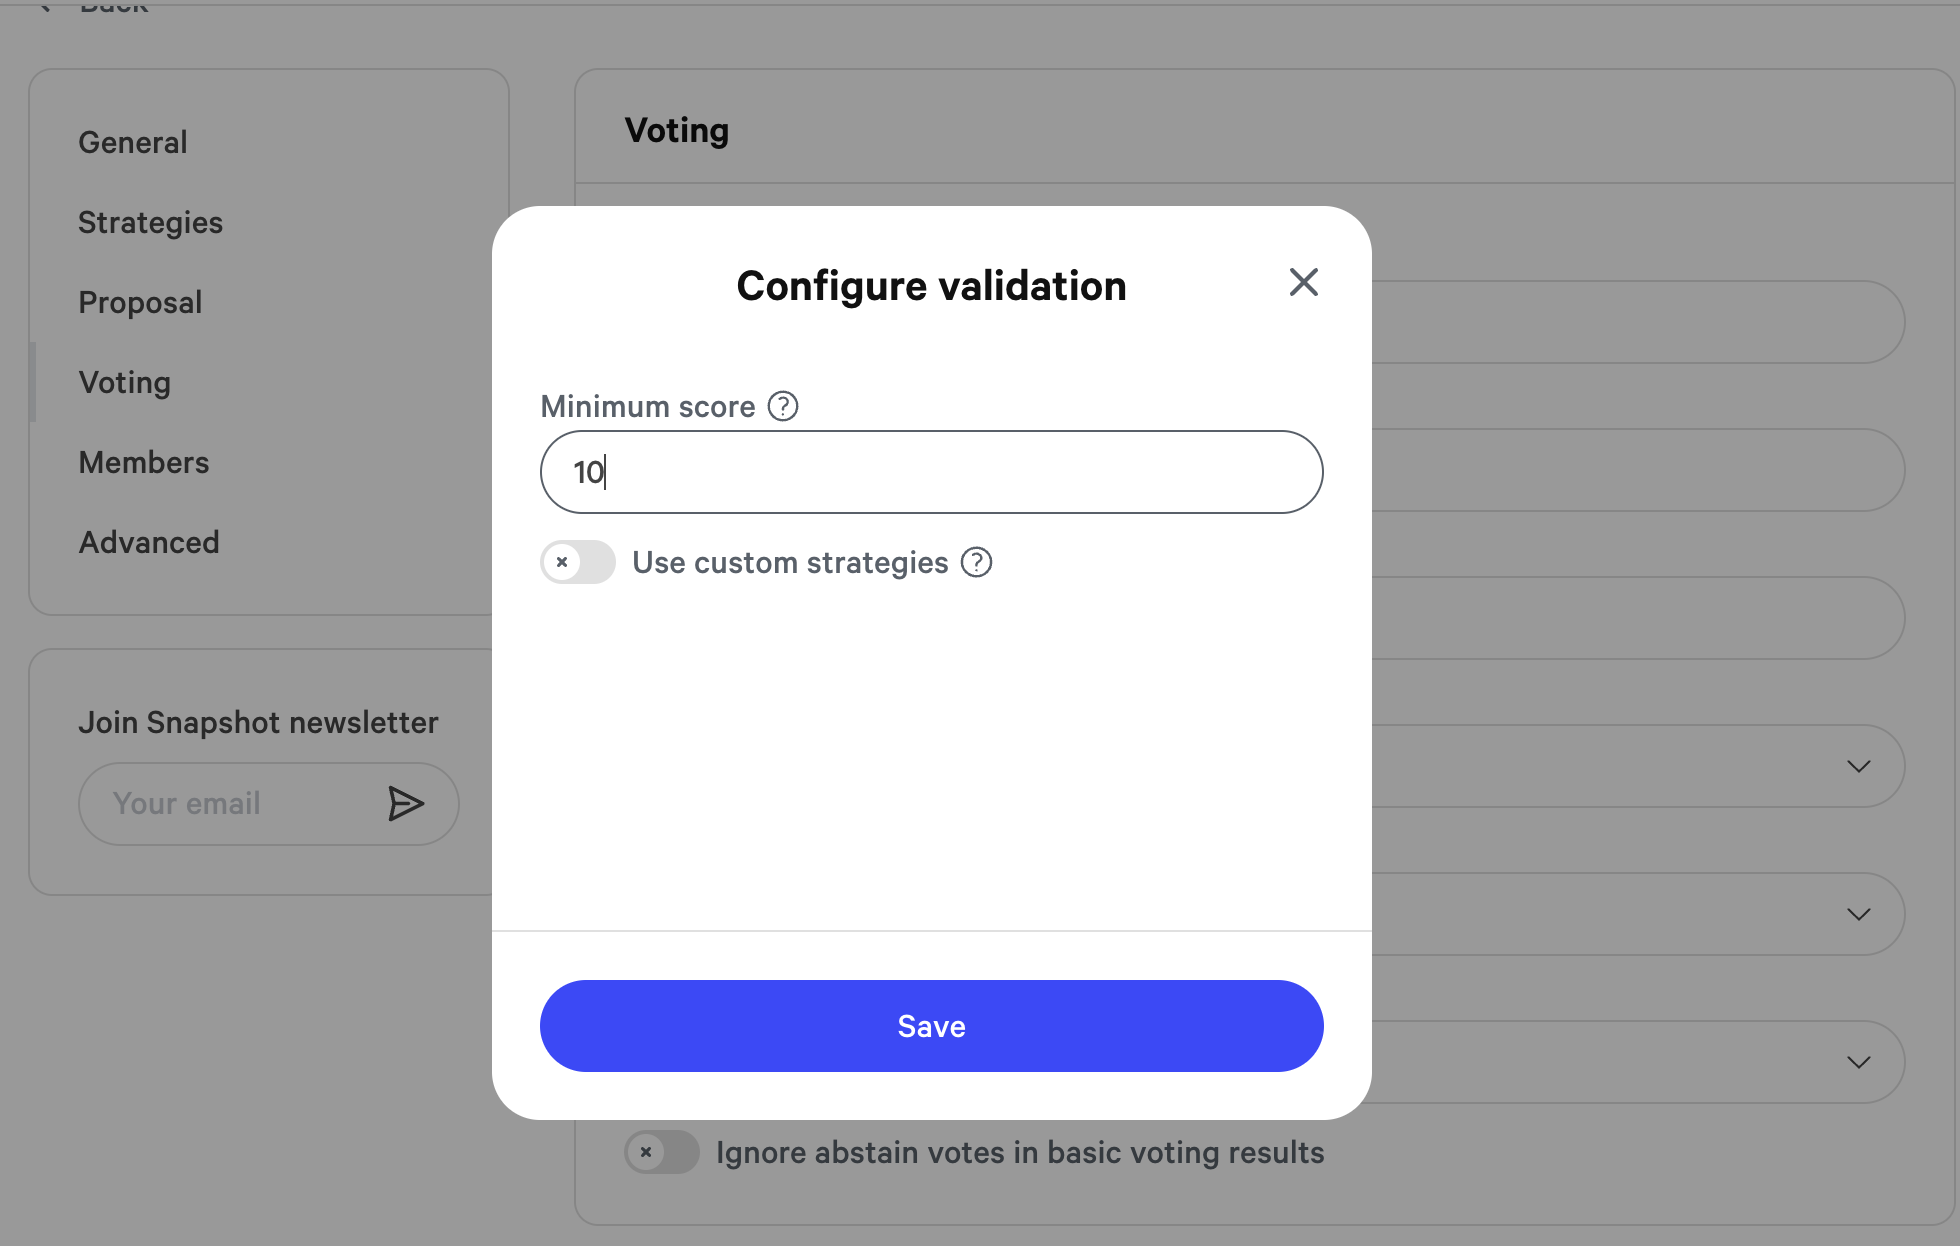 Back
General
Strategies
Proposal
Voting
Members
Advanced
Join Snapshot newsletter
Your email
Voting
Configure validation
Minimum score
10
Use custom strategies
Save
Ignore abstain votes in basic voting results